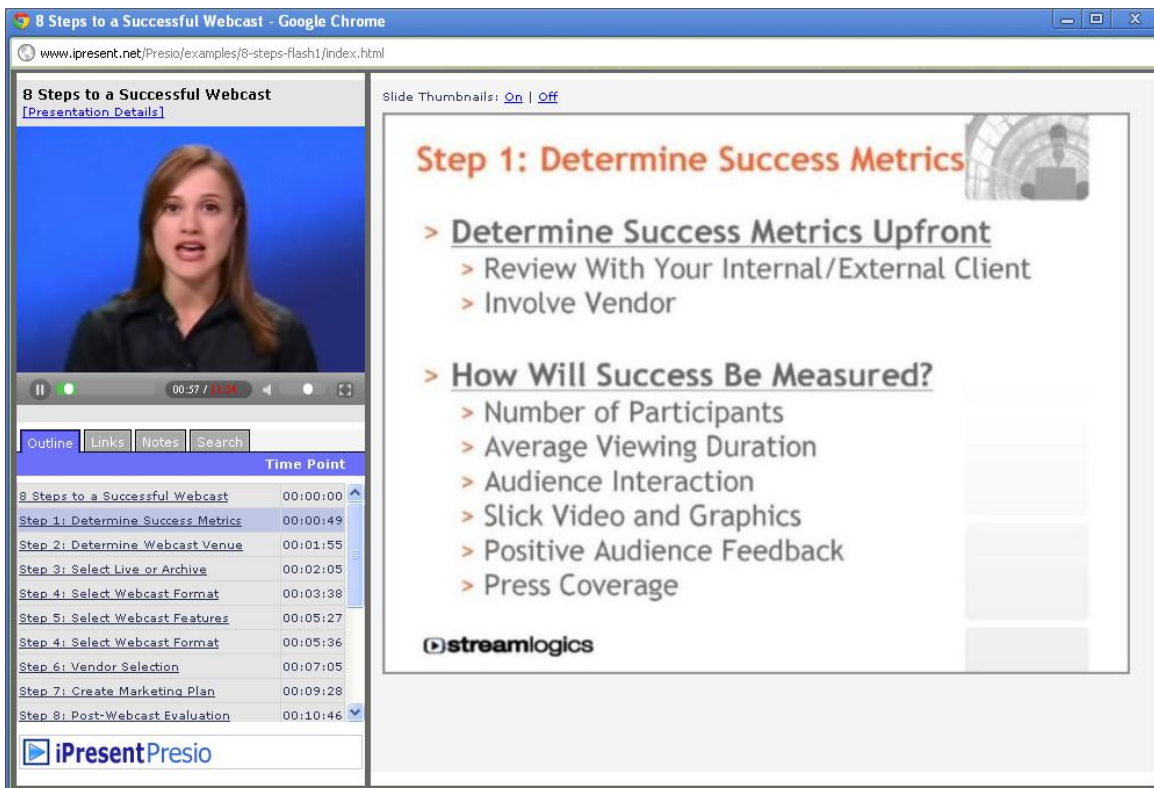 8 Steps to a Successful Webcast - Google Chrome
www.ipresent.net/Presio/examples/8-steps-flash1/index.html
8 Steps to a Successful Webcast
[Presentation Details]
00:57 / 11:54
Outline Links Notes Search
Time Point
8 Steps to a Successful Webcast 00:00:00
Step 1: Determine Success Metrics 00:00:49
Step 2: Determine Webcast Venue 00:01:55
Step 3: Select Live or Archive 00:02:05
Step 4: Select Webcast Format 00:03:38
Step 5: Select Webcast Features 00:05:27
Step 4: Select Webcast Format 00:05:36
Step 6: Vendor Selection 00:07:05
Step 7: Create Marketing Plan 00:09:28
Step 8: Post-Webcast Evaluation 00:10:46
iPresent Presio
Slide Thumbnails: On | Off
Step 1: Determine Success Metrics
> Determine Success Metrics Upfront
> Review With Your Internal/External Client
> Involve Vendor
> How Will Success Be Measured?
> Number of Participants
> Average Viewing Duration
> Audience Interaction
> Slick Video and Graphics
> Positive Audience Feedback
> Press Coverage
streamlogics